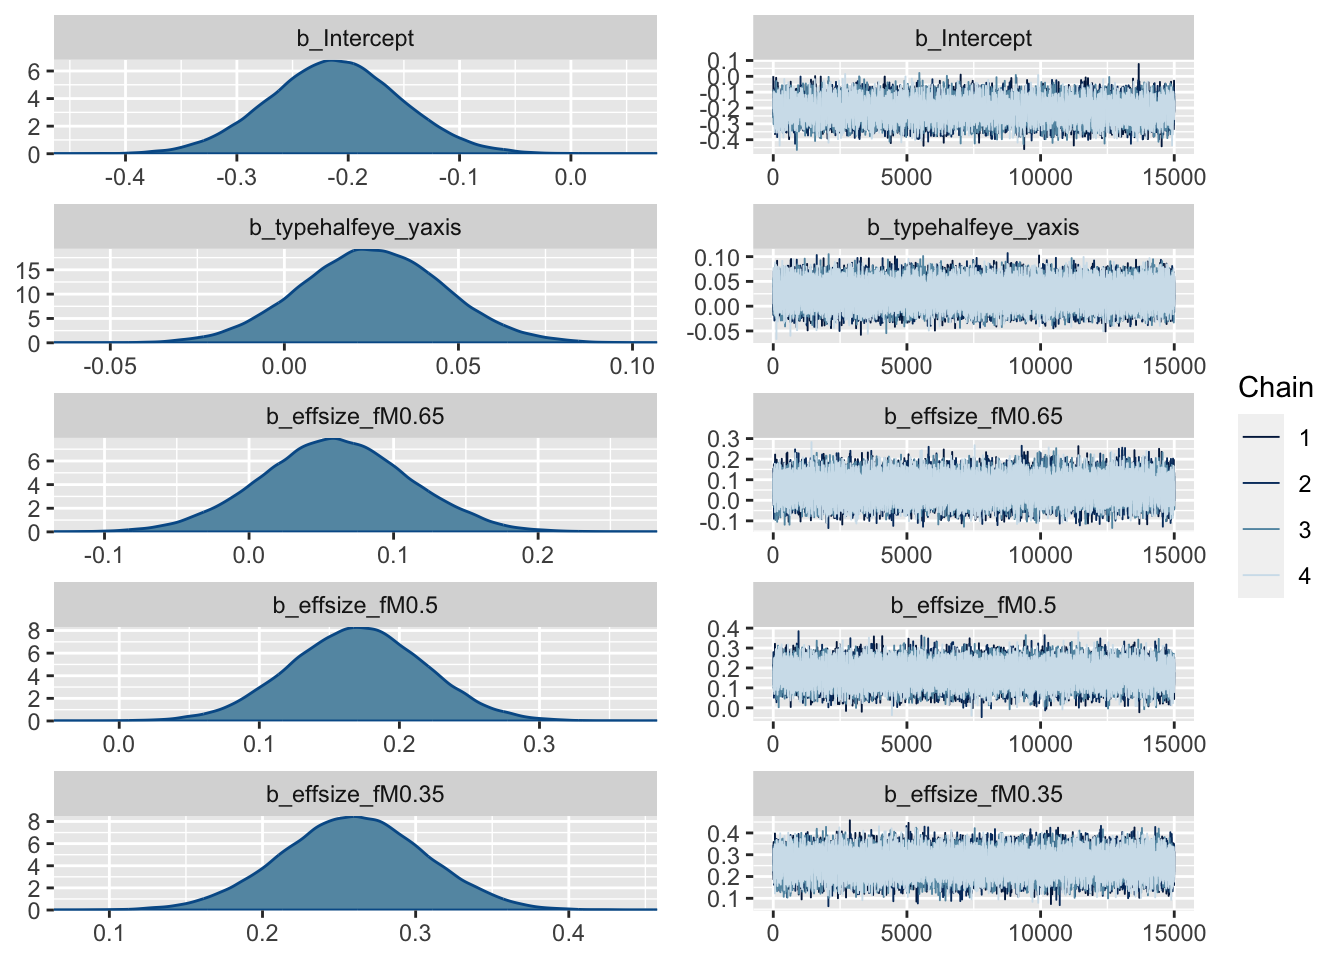 b_Intercept
6
4
2
0
-0.4 -0.3 -0.2 -0.1 0.0
b_Intercept
0.1
0.0
-0.1
-0.2
-0.3
-0.4
0 5000 10000 15000
b_typehalfeye_yaxis
15
10
5
0
-0.05 0.00 0.05 0.10
b_typehalfeye_yaxis
0.10
0.05
0.00
-0.05
0 5000 10000 15000
b_effsize_fM0.65
6
4
2
0
-0.1 0.0 0.1 0.2
b_effsize_fM0.65
0.3
0.2
0.1
0.0
-0.1
0 5000 10000 15000
b_effsize_fM0.5
8
6
4
2
0
0.0 0.1 0.2 0.3
b_effsize_fM0.5
0.4
0.3
0.2
0.1
0.0
0 5000 10000 15000
b_effsize_fM0.35
8
6
4
2
0
0.1 0.2 0.3 0.4
b_effsize_fM0.35
0.4
0.3
0.2
0.1
0 5000 10000 15000
Chain
1
2
3
4